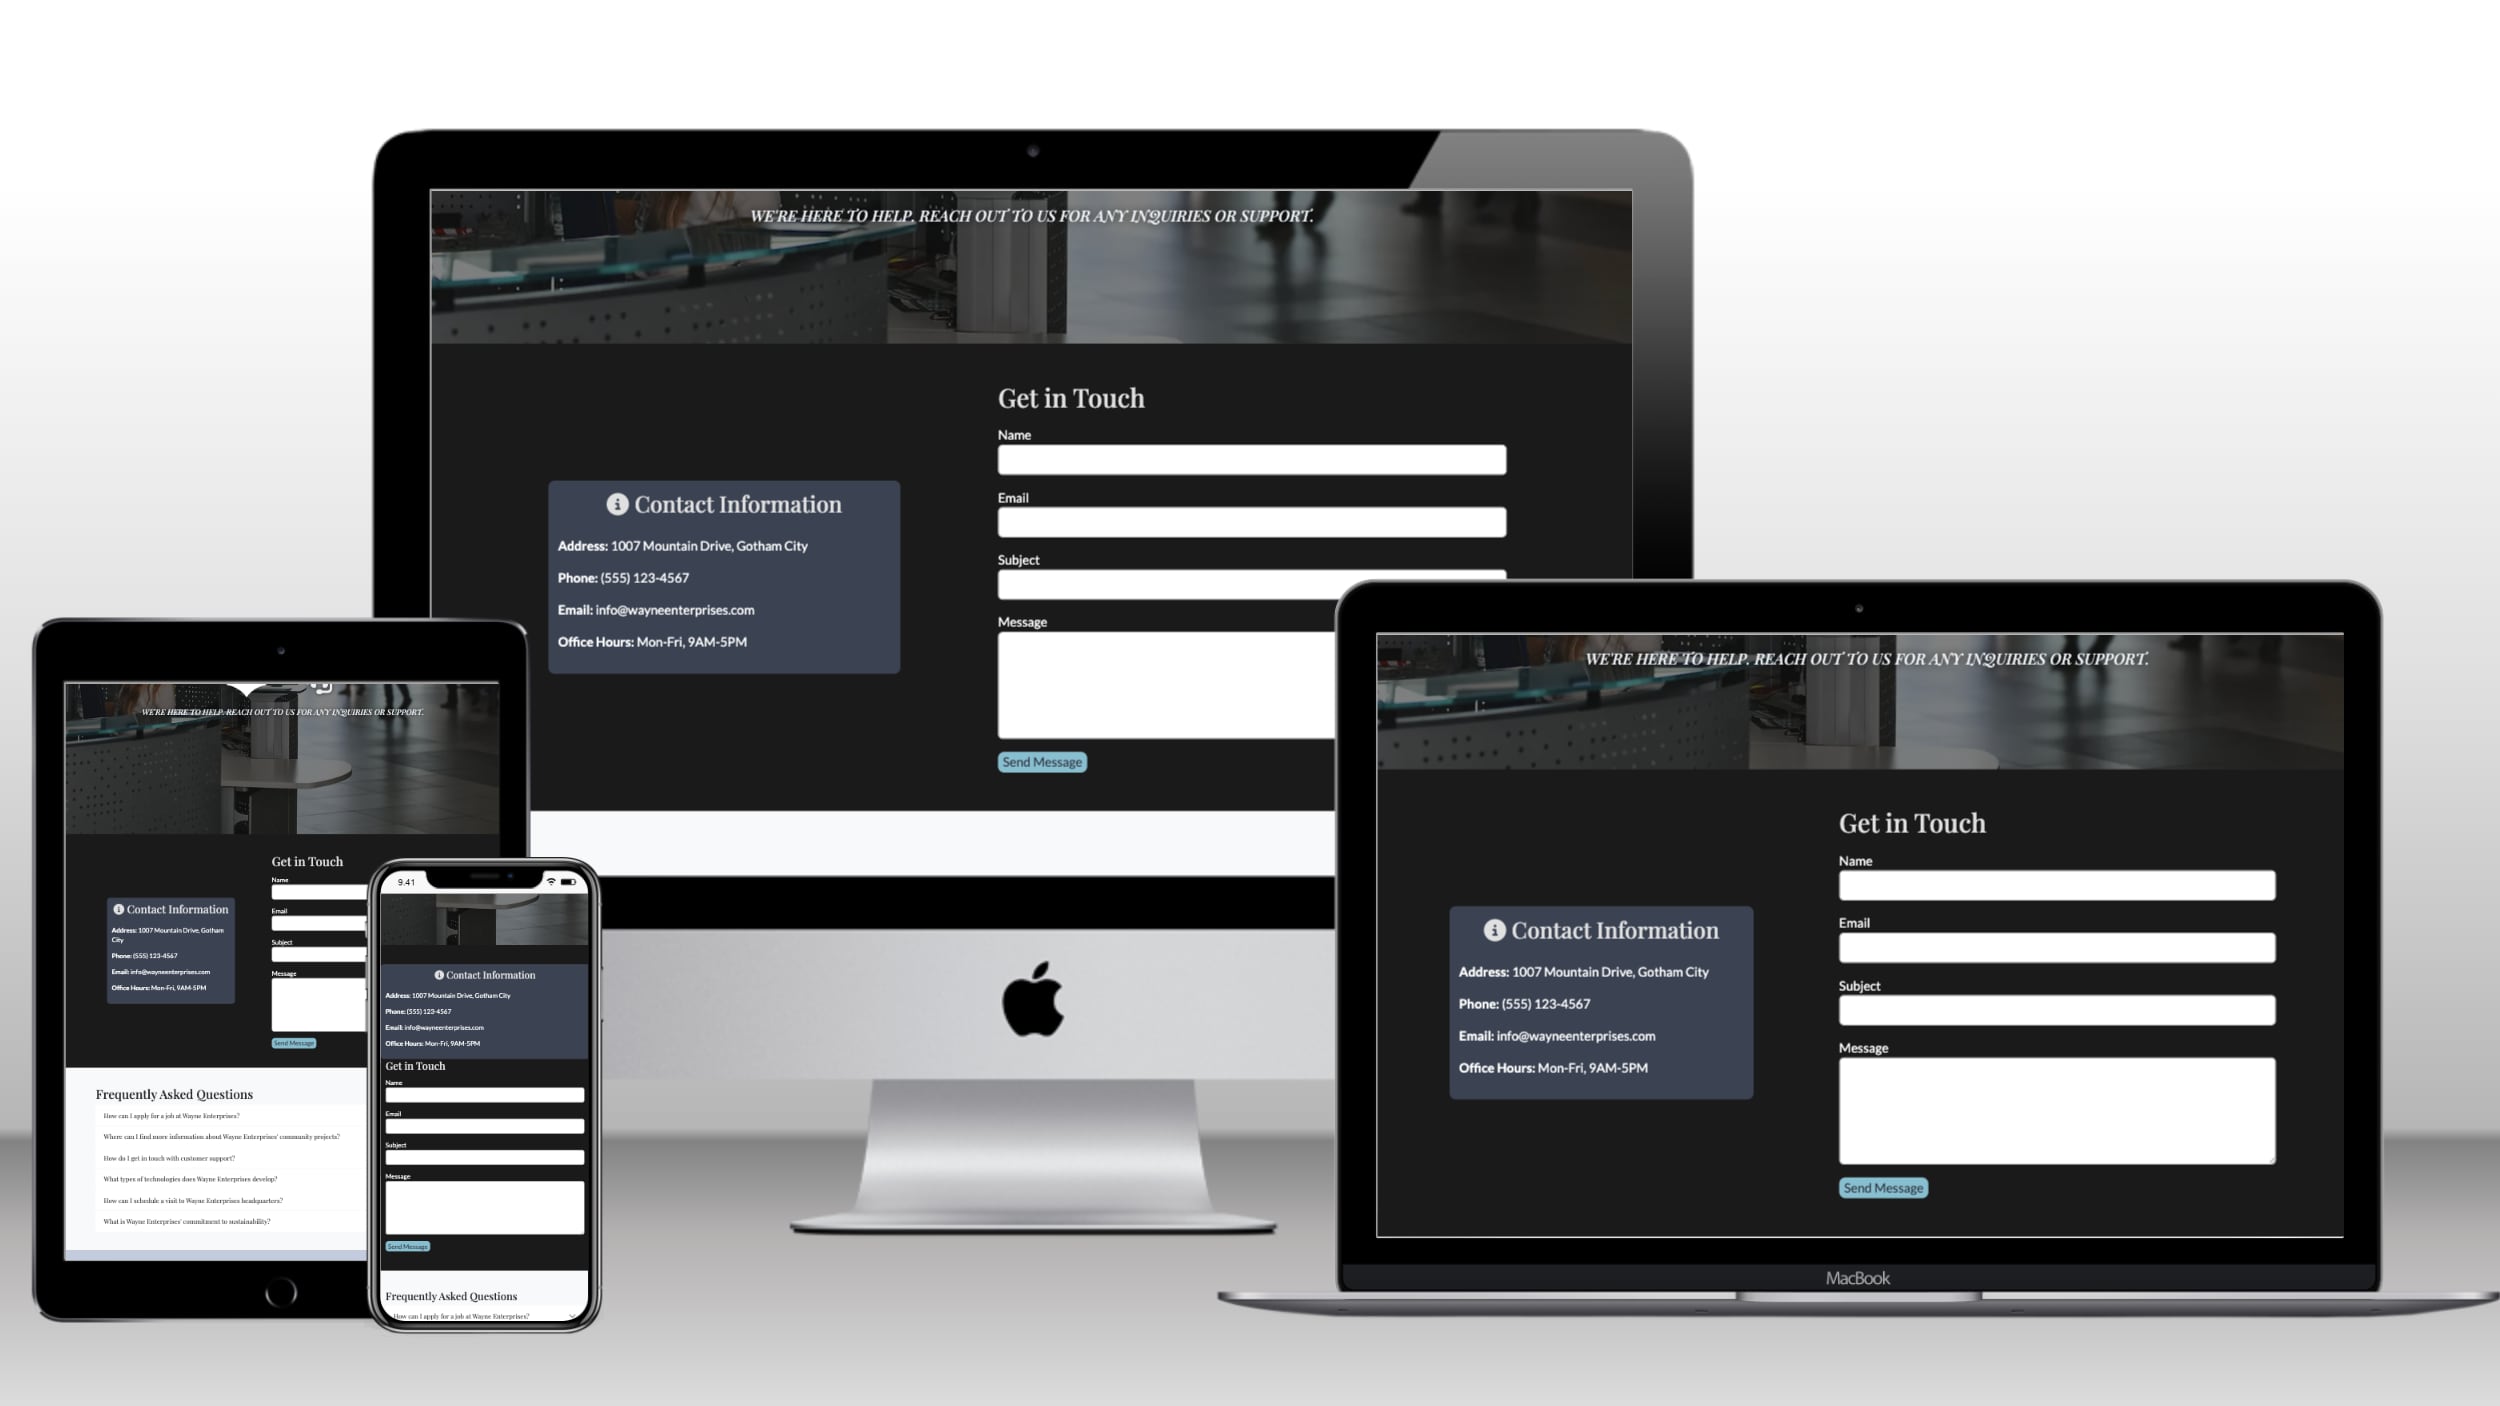 WE'RE HERE TO HELP. REACH OUT TO US FOR ANY INQUIRIES OR SUPPORT.
Get in Touch
Name
Email
Subject
Message
Send Message
Contact Information
Address: 1007 Mountain Drive, Gotham City
Phone: (555) 123-4567
Email: info@wayneenterprises.com
Office Hours: Mon-Fri, 9AM-5PM
WE'RE HERE TO HELP. REACH OUT TO US FOR ANY INQUIRIES OR SUPPORT.
Contact Information
Address: 1007 Mountain Drive, Gotham
City
Phone: (555) 123-4567
Email: info@wayneenterprises.com
Office Hours: Mon-Fri, 9AM-5PM
Get in Touch
Name
Email
Subject
Message
Send Message
Frequently Asked Questions
How can I apply for a job at Wayne Enterprises?
Where can I find more information about Wayne Enterprises' community projects?
How do I get in touch with customer support?
What types of technologies does Wayne Enterprises develop?
How can I schedule a visit to Wayne Enterprises headquarters?
What is Wayne Enterprises' commitment to sustainability?
9.41
Contact Information
Address: 1007 Mountain Drive, Gotham City
Phone: (555) 123-4567
Email: info@wayneenterprises.com
Office Hours: Mon-Fri, 9AM-5PM
Get in Touch
Name
Email
Subject
Message
Send Message
Frequently Asked Questions
How can I apply for a job at Wayne Enterprises?
WE'RE HERE TO HELP. REACH OUT TO US FOR ANY INQUIRIES OR SUPPORT.
Contact Information
Address: 1007 Mountain Drive, Gotham City
Phone: (555) 123-4567
Email: info@wayneenterprises.com
Office Hours: Mon-Fri, 9AM-5PM
Get in Touch
Name
Email
Subject
Message
Send Message
MacBook